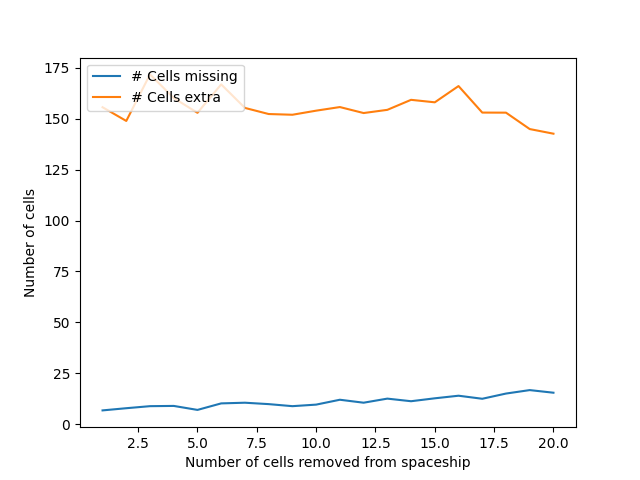 # Cells missing
# Cells extra
175
150
125
100
75
50
25
0
Number of cells
2.5 5.0 7.5 10.0 12.5 15.0 17.5 20.0
Number of cells removed from spaceship